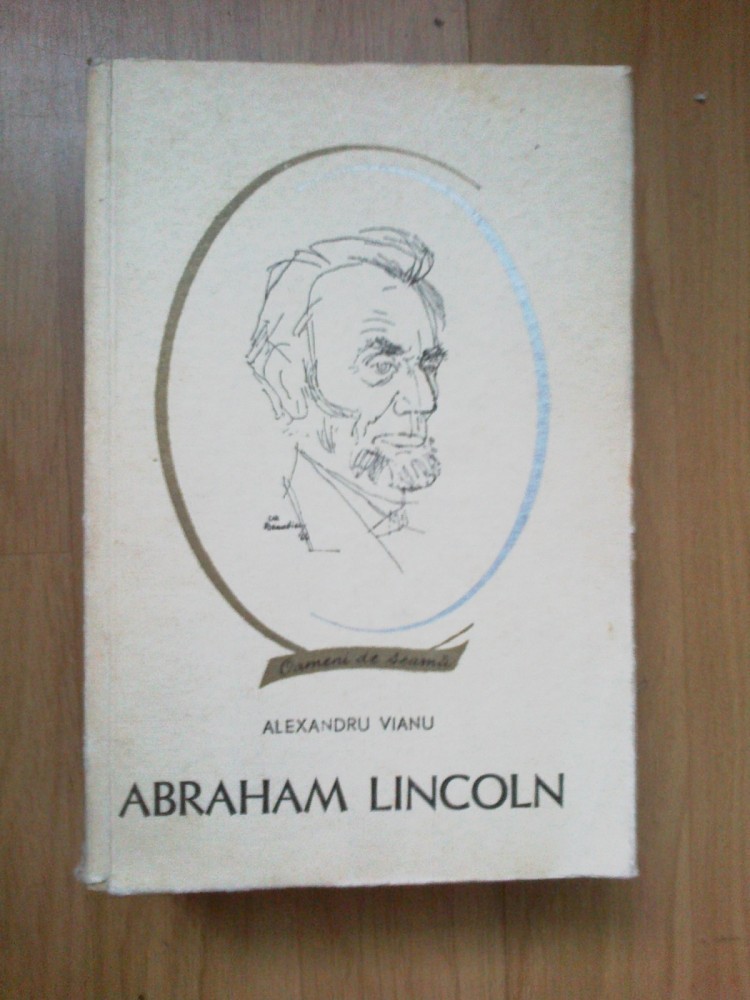 Oameni de seamă
ALEXANDRU VIANU
ABRAHAM LINCOLN